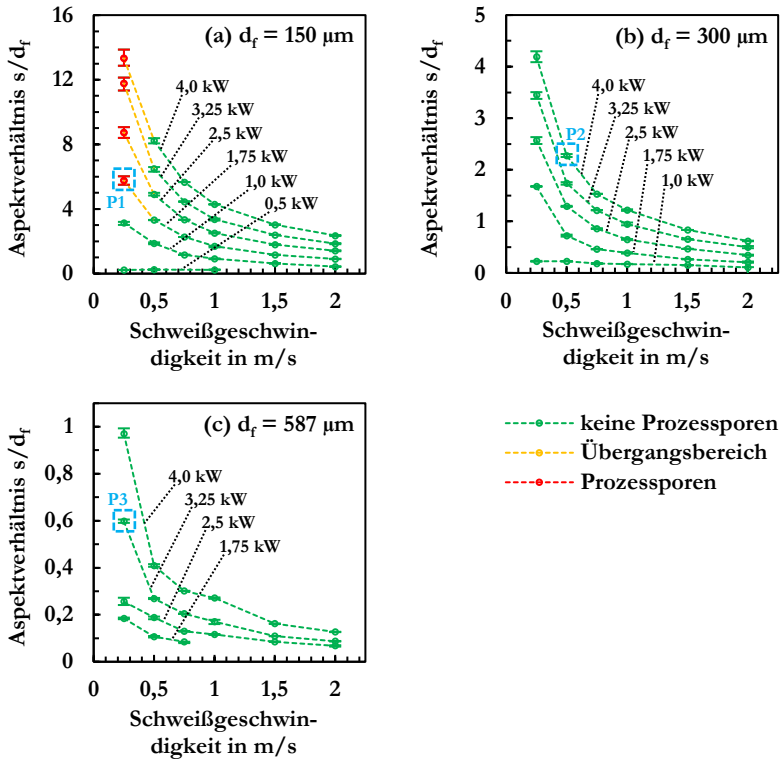 (a) d_f = 150 µm
Aspektverhältnis s/d_f
16
12
8
4
0
4,0 kW
3,25 kW
2,5 kW
1,75 kW
1,0 kW
0,5 kW
P1
0 0,5 1 1,5 2
Schweißgeschwin-
digkeit in m/s
(b) d_f = 300 µm
Aspektverhältnis s/d_f
5
4
3
2
1
0
P2
4,0 kW
3,25 kW
2,5 kW
1,75 kW
1,0 kW
0 0,5 1 1,5 2
Schweißgeschwin-
digkeit in m/s
(c) d_f = 587 µm
Aspektverhältnis s/d_f
1
0,8
0,6
0,4
0,2
0
P3
4,0 kW
3,25 kW
2,5 kW
1,75 kW
0 0,5 1 1,5 2
Schweißgeschwin-
digkeit in m/s
keine Prozessporen
Übergangsbereich
Prozessporen